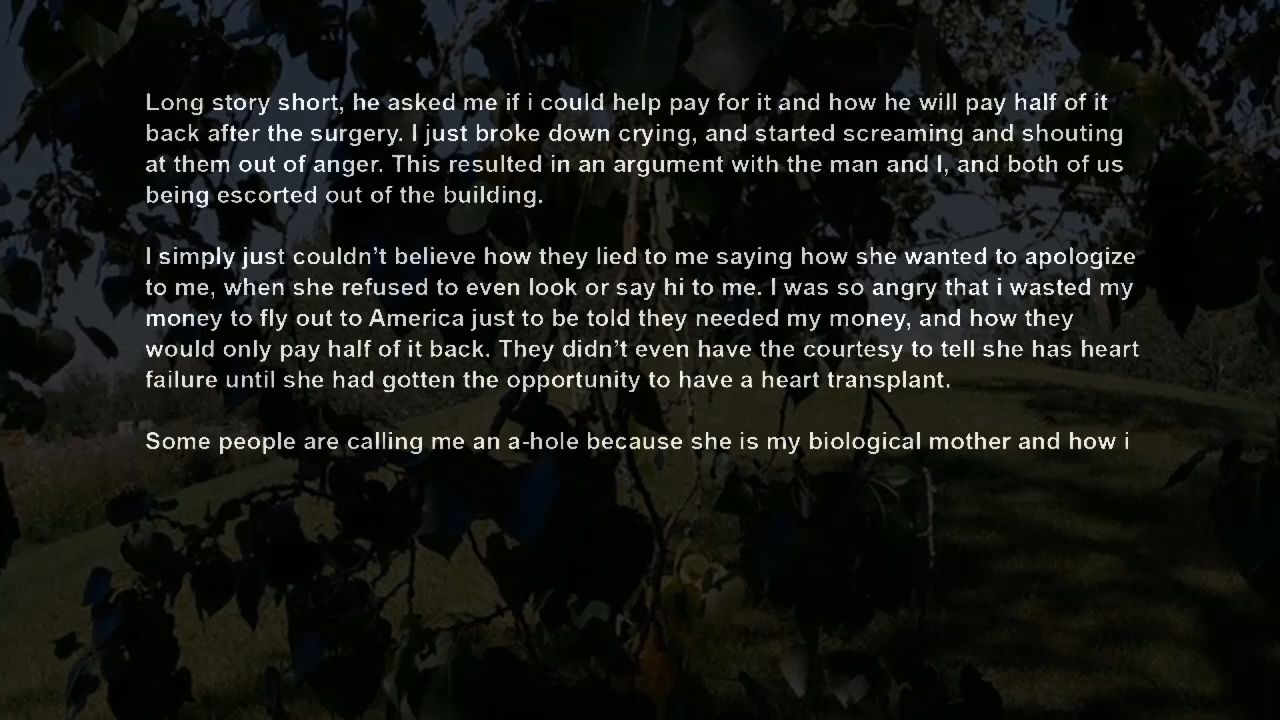 Long story short, he asked me if i could help pay for it and how he will pay half of it
back after the surgery. I just broke down crying, and started screaming and shouting
at them out of anger. This resulted in an argument with the man and I, and both of us
being escorted out of the building.
I simply just couldn’t believe how they lied to me saying how she wanted to apologize
to me, when she refused to even look or say hi to me. I was so angry that i wasted my
money to fly out to America just to be told they needed my money, and how they
would only pay half of it back. They didn’t even have the courtesy to tell she has heart
failure until she had gotten the opportunity to have a heart transplant.
Some people are calling me an a-hole because she is my biological mother and how i